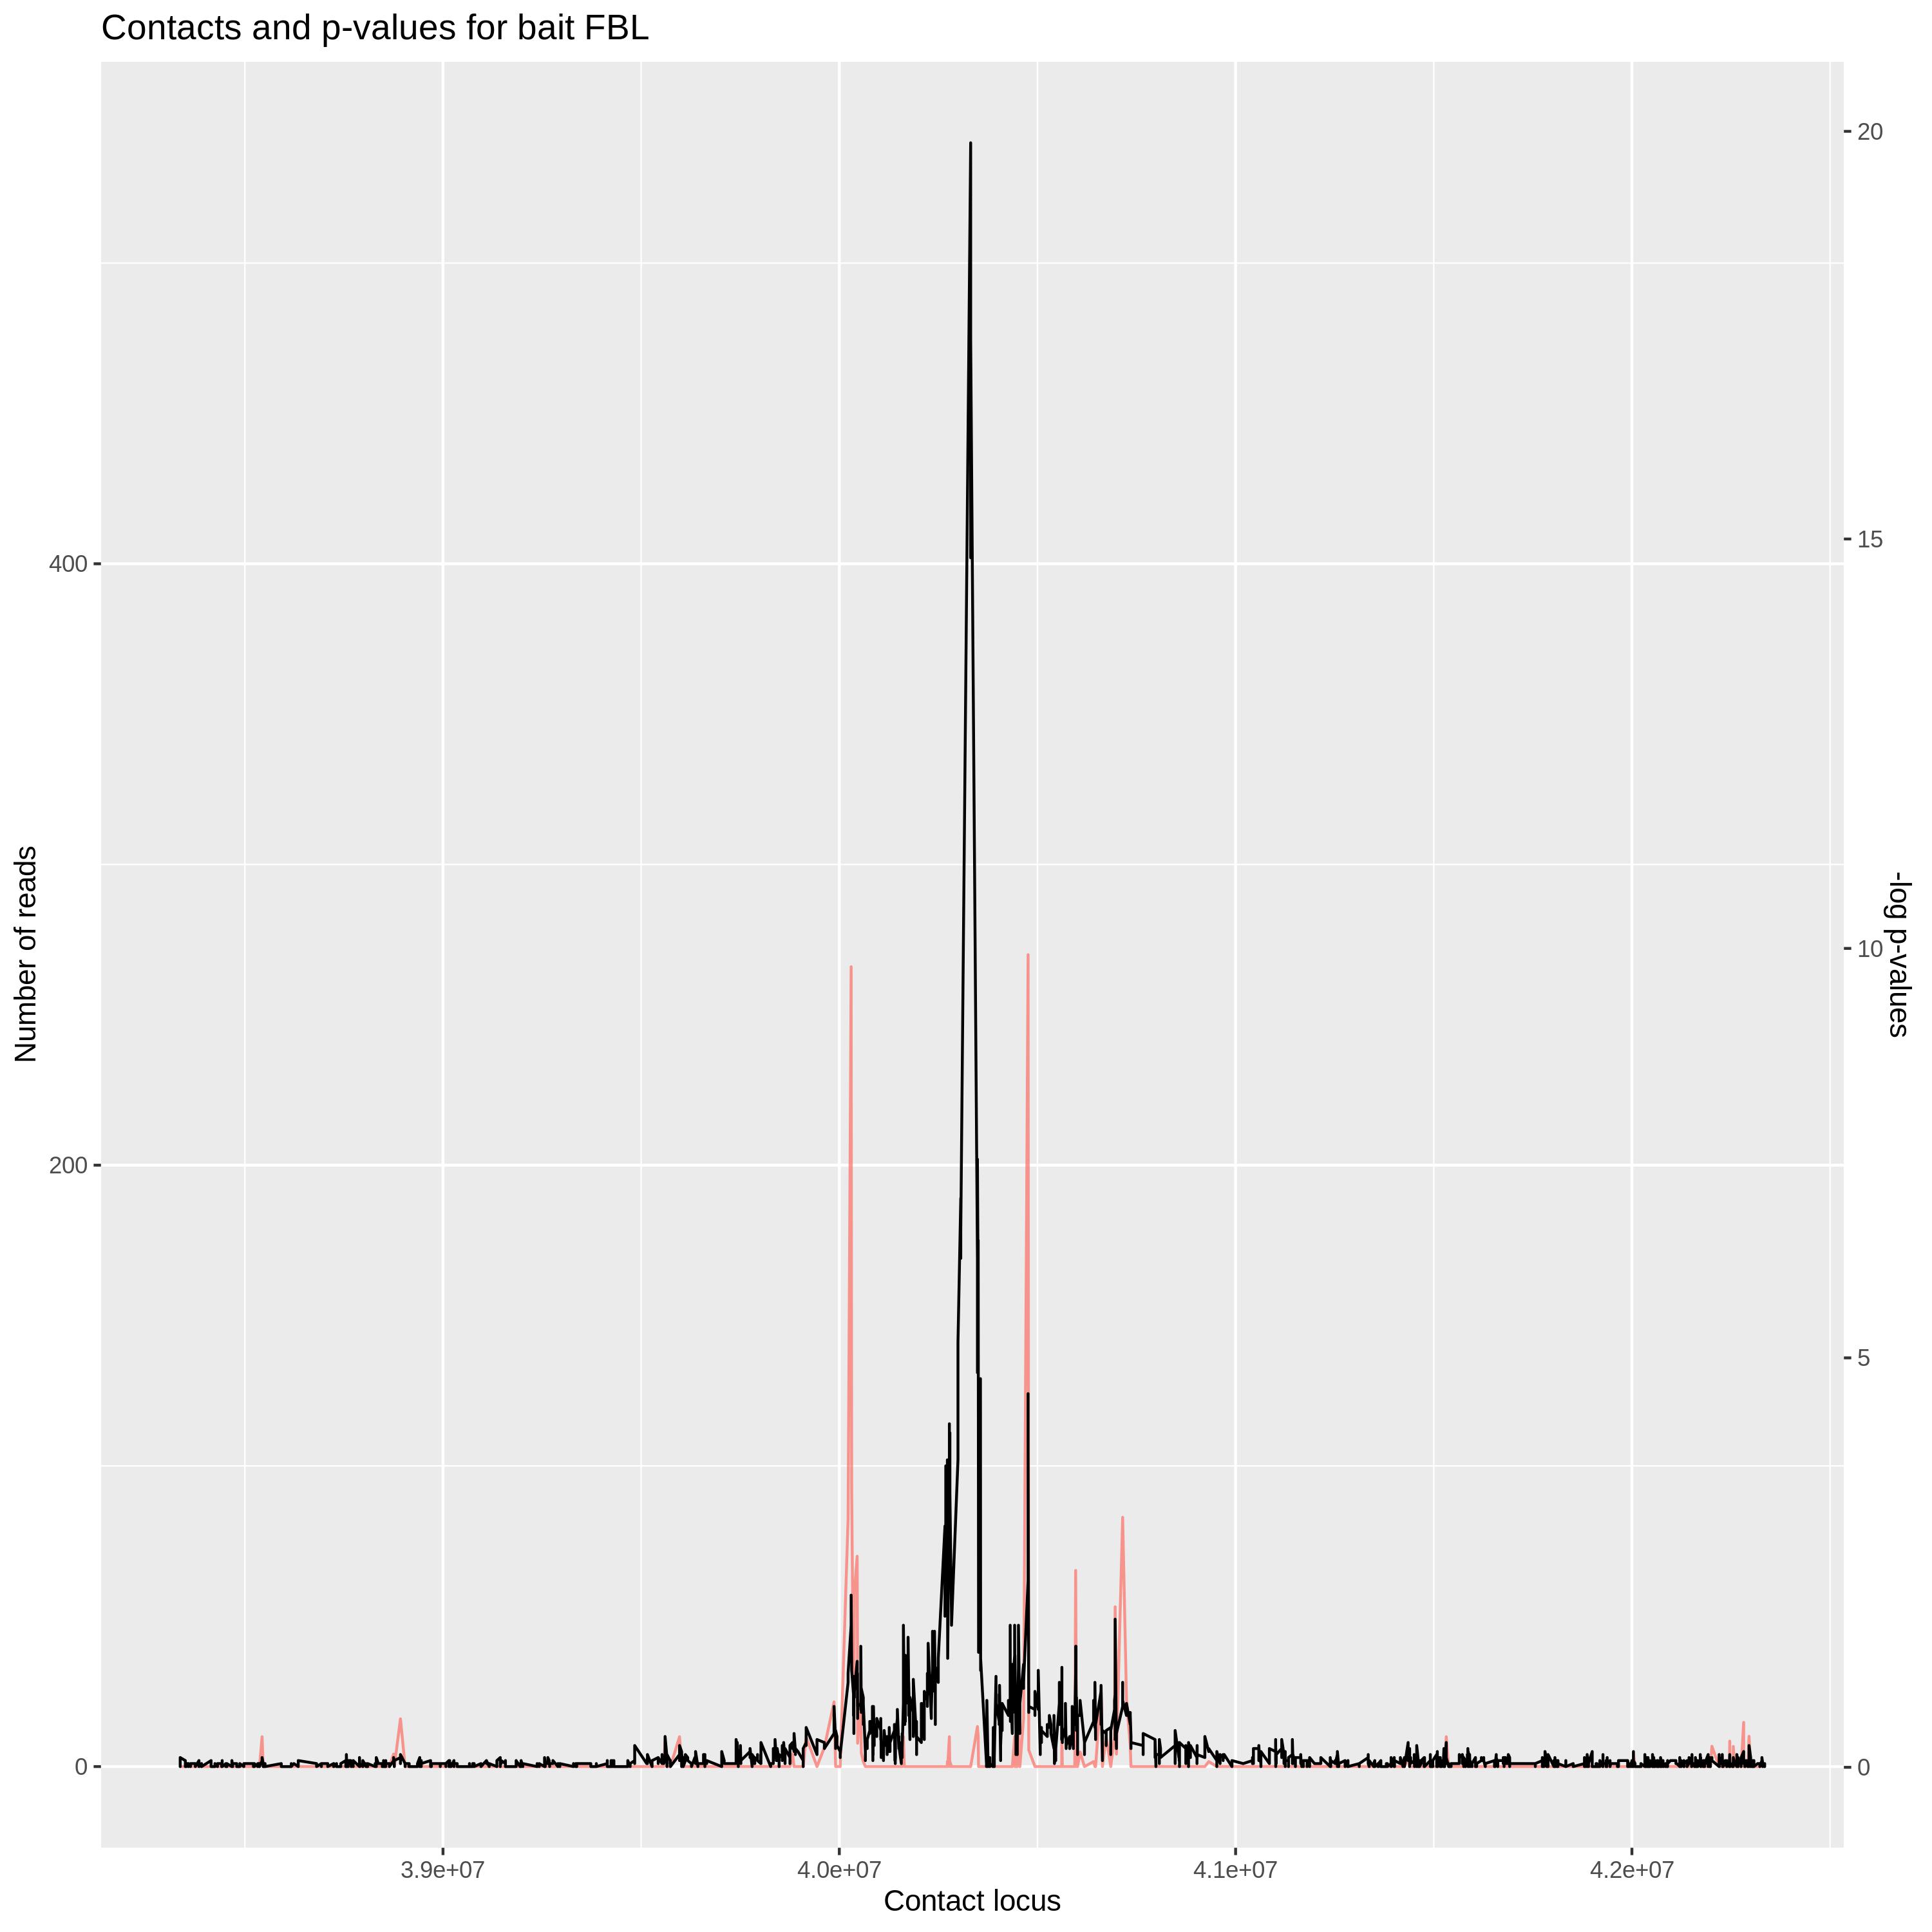 Contacts and p-values for bait FBL
Number of reads
400
200
0
20
15
10
5
0
-log p-values
3.9e+07
4.0e+07
4.1e+07
4.2e+07
Contact locus